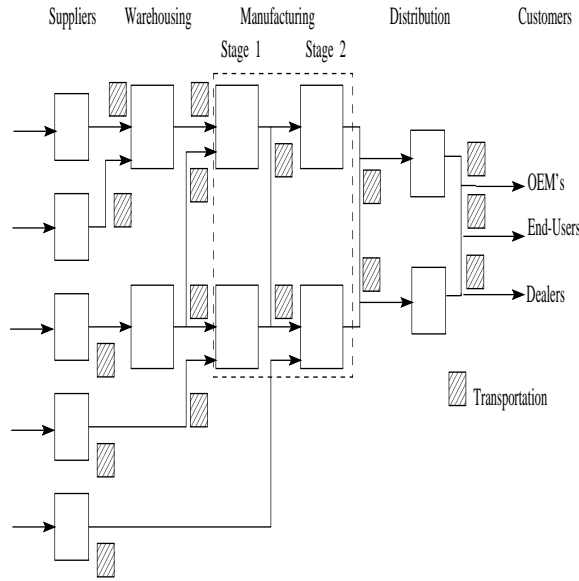 Suppliers Warehousing Manufacturing Distribution Customers
Stage 1 Stage 2
OEM's
End-Users
Dealers
Transportation